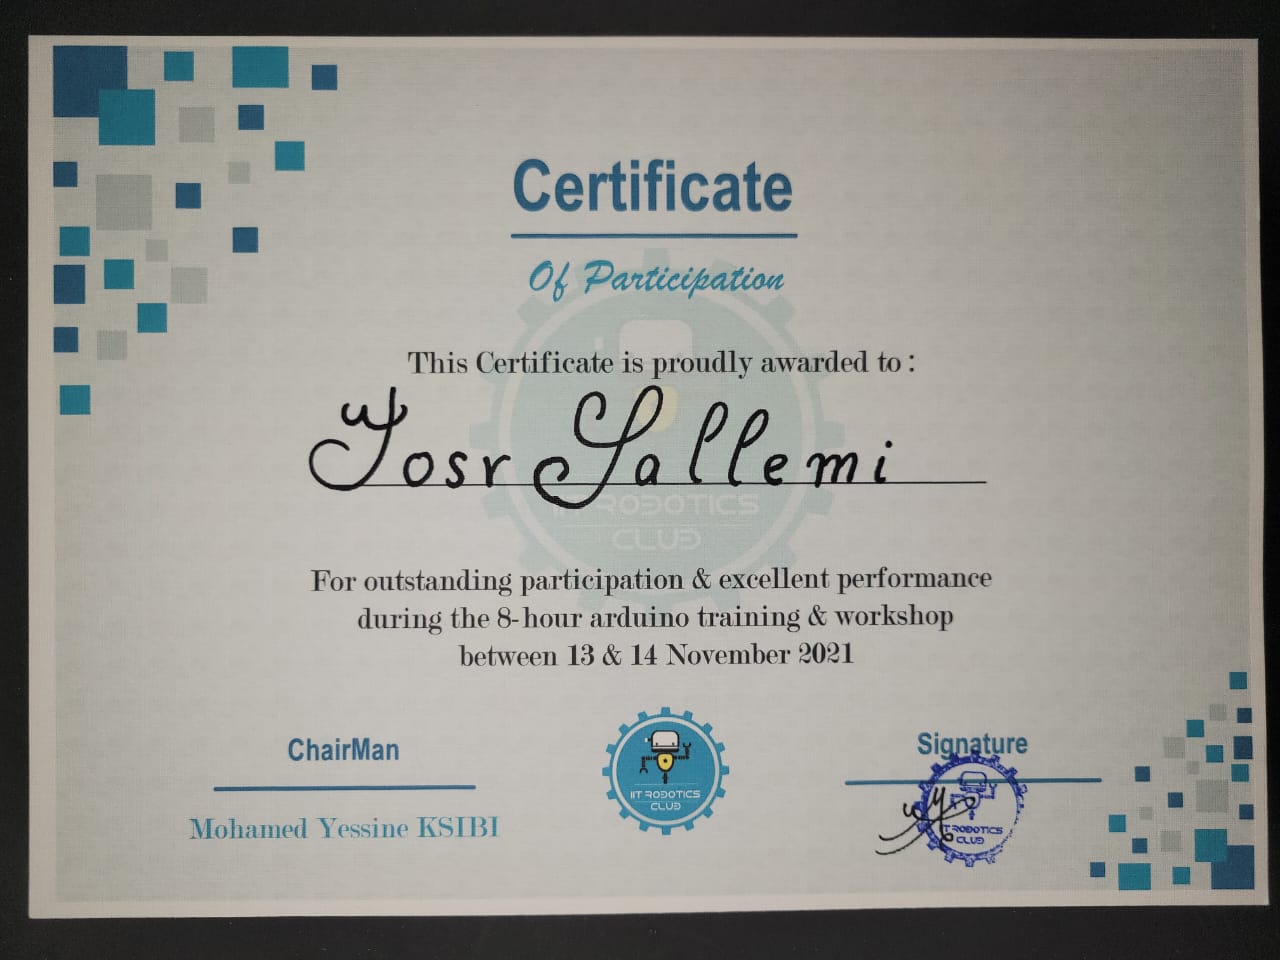 Certificate
Of Participation
This Certificate is proudly awarded to :
Yosr Sallemi
IIT ROBOTICS
CLUB
For outstanding participation & excellent performance
during the 8-hour arduino training & workshop
between 13 & 14 November 2021
ChairMan
Mohamed Yessine KSIBI
IIT ROBOTICS
CLUB
Signature
IIT ROBOTICS
CLUB